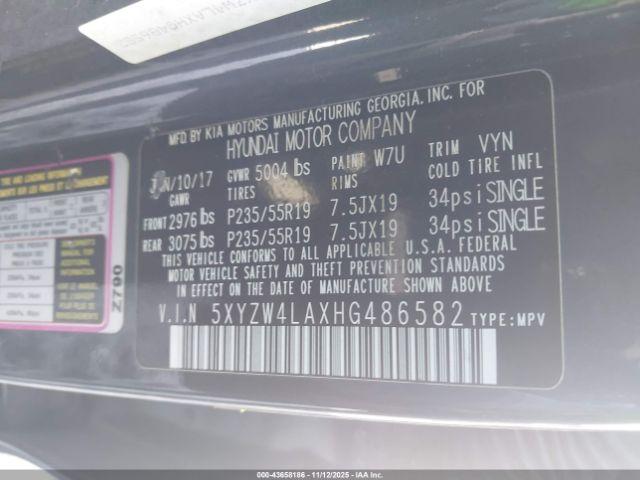 MFD. BY KIA MOTORS MANUFACTURING GEORGIA, INC. FOR
HYUNDAI MOTOR COMPANY
/10/17 GVWR 5004 lbs PAINT W7U TRIM VYN
GAWR TIRES RIMS COLD TIRE INFL
FRONT 2976 lbs P235/55R19 7.5JX19 34psi SINGLE
REAR 3075 lbs P235/55R19 7.5JX19 34psi SINGLE
THIS VEHICLE CONFORMS TO ALL APPLICABLE U.S.A. FEDERAL
MOTOR VEHICLE SAFETY AND THEFT PREVENTION STANDARDS
IN EFFECT ON THE DATE OF MANUFACTURE SHOWN ABOVE.
V.I.N 5XYZW4LAXHG486582 TYPE:MPV
Z790
000-43658186 - 11/12/2025 - IAA Inc.